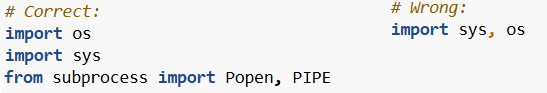 # Correct:
import os
import sys
from subprocess import Popen, PIPE
# Wrong:
import sys, os